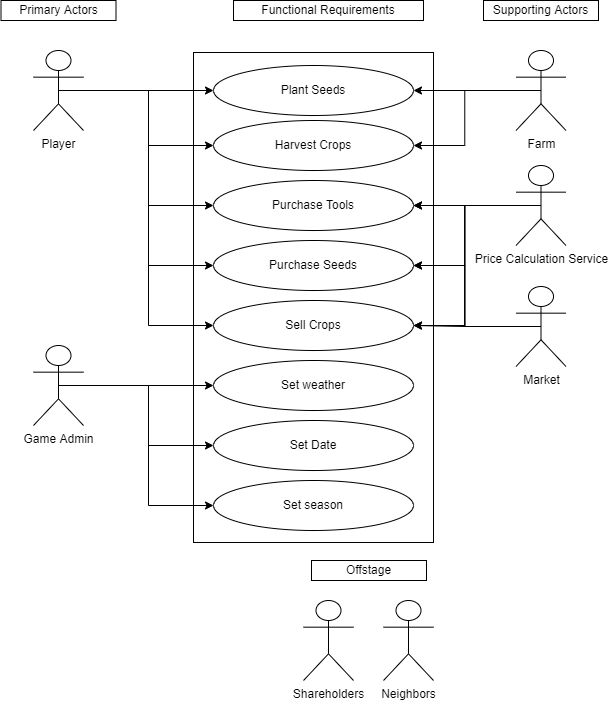 Primary Actors
Functional Requirements
Supporting Actors
Plant Seeds
Player
Harvest Crops
Farm
Purchase Tools
Price Calculation Service
Purchase Seeds
Sell Crops
Market
Set weather
Game Admin
Set Date
Set season
Offstage
Shareholders
Neighbors